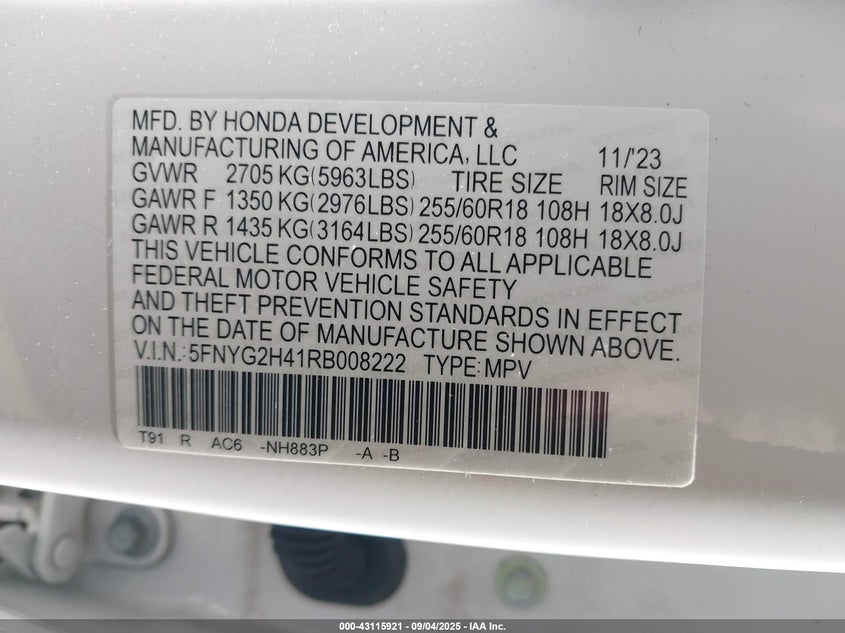 MFD. BY HONDA DEVELOPMENT &
MANUFACTURING OF AMERICA, LLC 11/'23
GVWR 2705 KG(5963LBS) TIRE SIZE RIM SIZE
GAWR F 1350 KG(2976LBS) 255/60R18 108H 18X8.0J
GAWR R 1435 KG(3164LBS) 255/60R18 108H 18X8.0J
THIS VEHICLE CONFORMS TO ALL APPLICABLE
FEDERAL MOTOR VEHICLE SAFETY
AND THEFT PREVENTION STANDARDS IN EFFECT
ON THE DATE OF MANUFACTURE SHOWN ABOVE.
V.I.N.:5FNYG2H41RB008222 TYPE:MPV
T91 R AC6 -NH883P -A -B
000-43115921 - 09/04/2025 - IAA Inc.